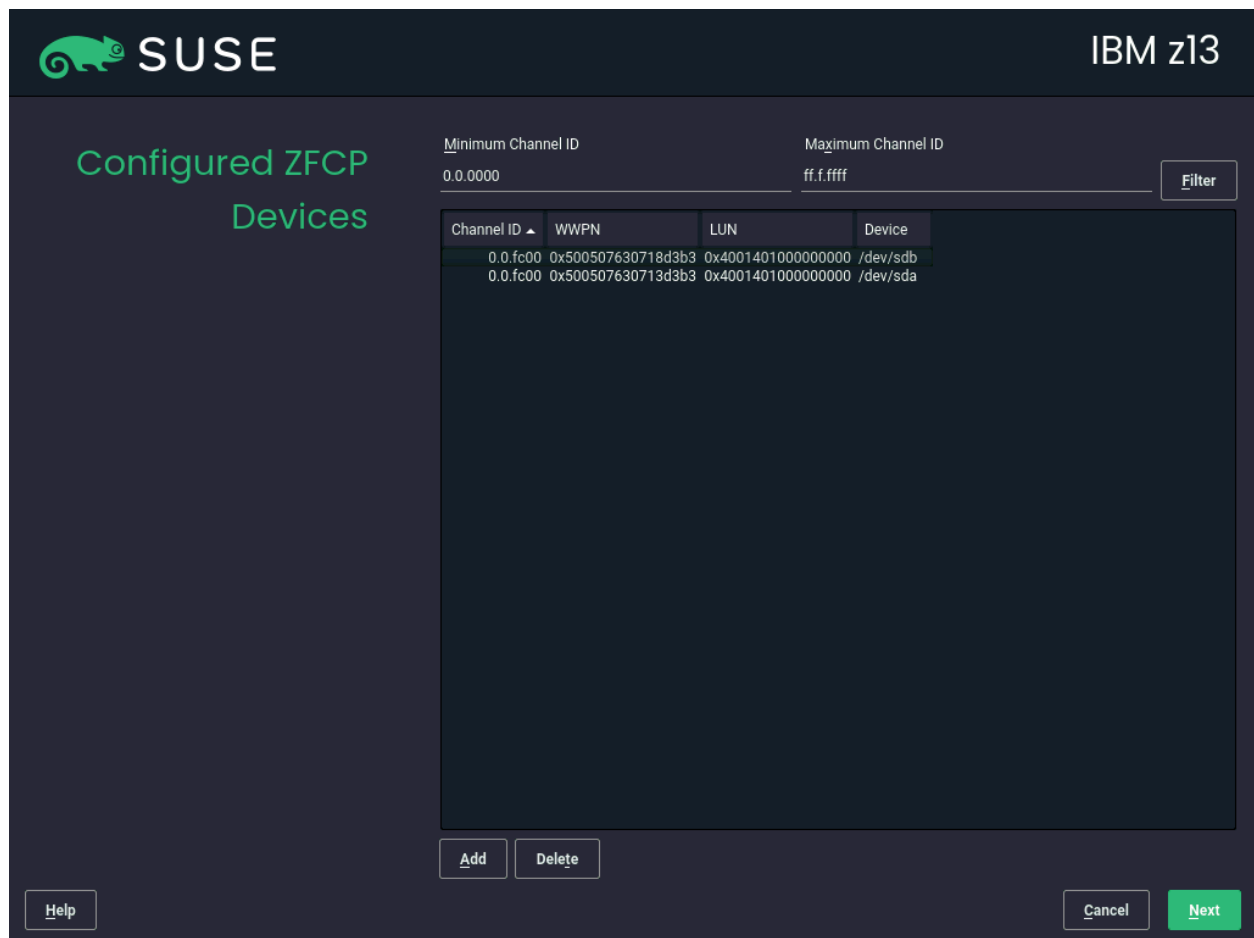 SUSE
IBM z13
Configured ZFCP
Devices
Minimum Channel ID
Maximum Channel ID
0.0.0000
ff.f.ffff
Filter
Channel ID WWPN LUN Device
0.0.fc00 0x500507630718d3b3 0x4001401000000000 /dev/sdb
0.0.fc00 0x500507630713d3b3 0x4001401000000000 /dev/sda
Add
Delete
Help
Cancel
Next